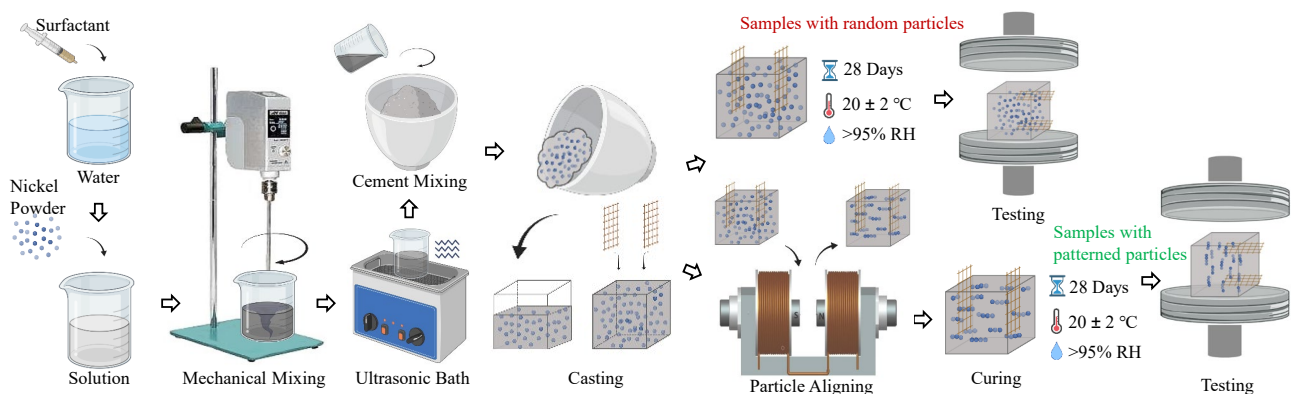 Surfactant
Water
Nickel
Powder
Solution
Mechanical Mixing
Cement Mixing
Ultrasonic Bath
Casting
Samples with random particles
28 Days
20 ± 2 ℃
>95% RH
Testing
S
N
Particle Aligning
Curing
Samples with
patterned particles
28 Days
20 ± 2 ℃
>95% RH
Testing